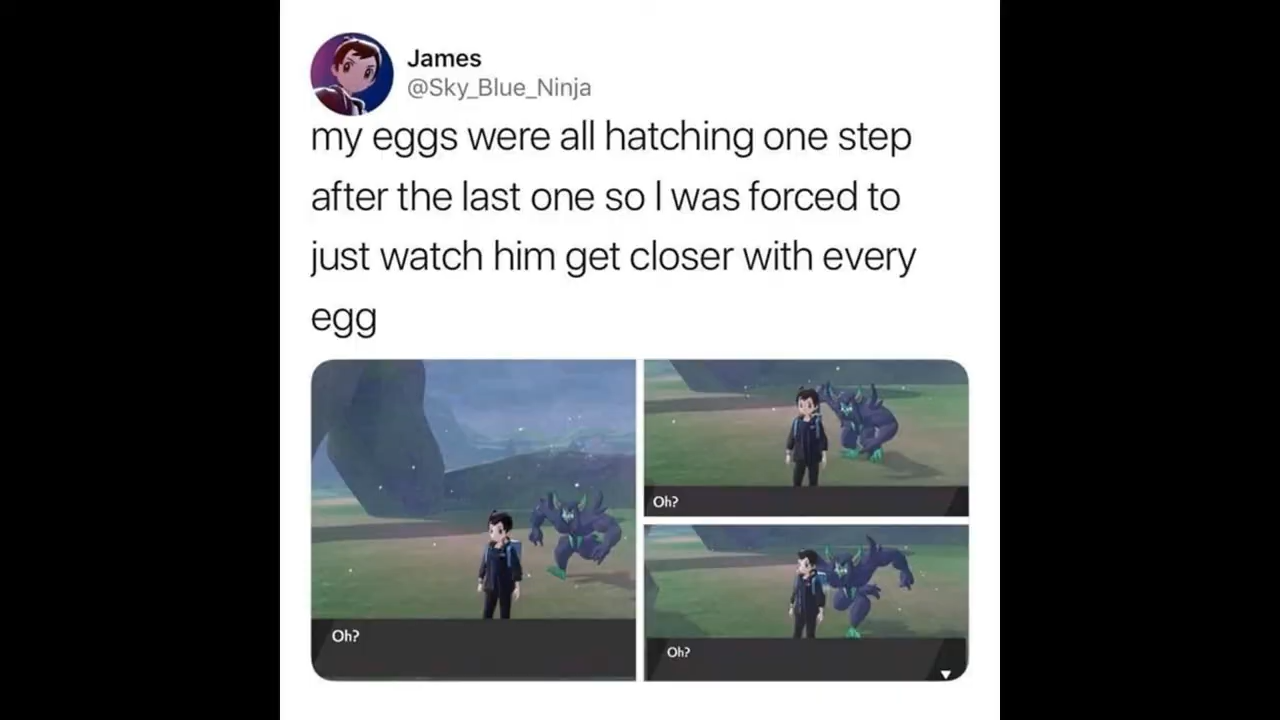 James
@Sky_Blue_Ninja
my eggs were all hatching one step
after the last one so I was forced to
just watch him get closer with every
egg
Oh?
Oh?
Oh?